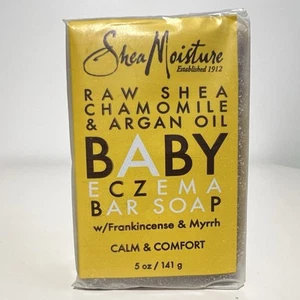 SheaMoisture
Established 1912
RAW SHEA
CHAMOMILE
& ARGAN OIL
BABY
ECZEMA
BAR SOAP
w/Frankincense & Myrrh
CALM & COMFORT
5 oz / 141 g